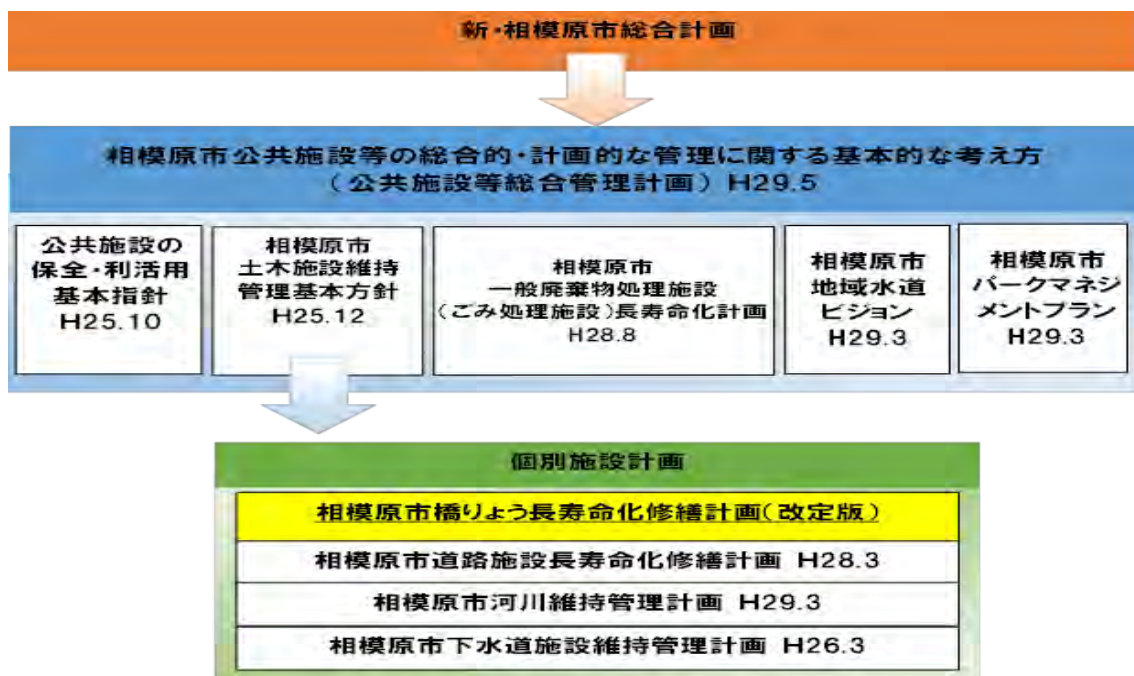 新・相模原市総合計画
相模原市公共施設等の総合的・計画的な管理に関する基本的な考え方
（公共施設等総合管理計画）H29.5
公共施設の
保全・利活用
基本指針
H25.10
相模原市
土木施設維持
管理基本方針
H25.12
相模原市
一般廃棄物処理施設
（ごみ処理施設）長寿命化計画
H28.8
相模原市
地域水道
ビジョン
H29.3
相模原市
パークマネジ
メントプラン
H29.3
個別施設計画
相模原市橋りょう長寿命化修繕計画（改定版）
相模原市道路施設長寿命化修繕計画 H28.3
相模原市河川維持管理計画 H29.3
相模原市下水道施設維持管理計画 H26.3